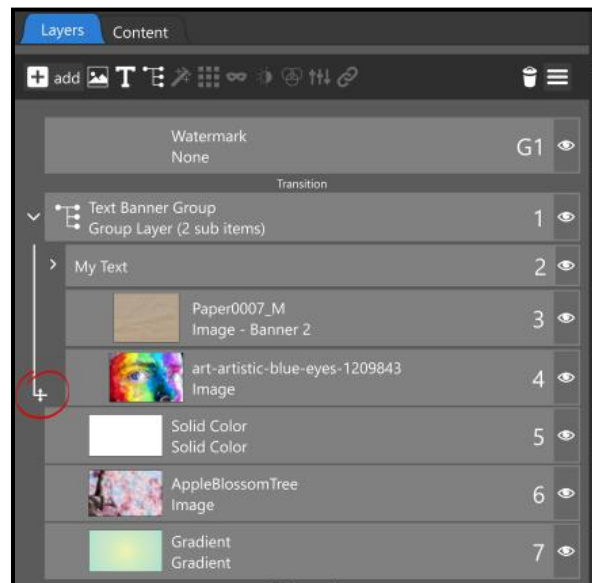 Layers Content
add
Watermark
None
G1
Transition
Text Banner Group
Group Layer (2 sub items)
1
My Text
2
Paper0007_M
Image - Banner 2
3
art-artistic-blue-eyes-1209843
Image
4
Solid Color
Solid Color
5
AppleBlossomTree
Image
6
Gradient
Gradient
7